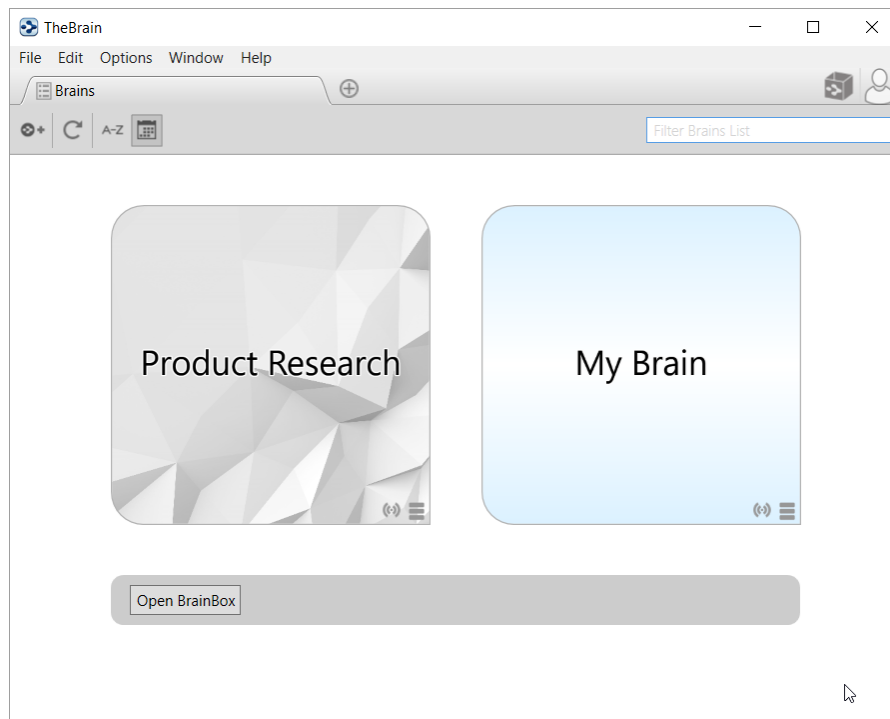 TheBrain
File Edit Options Window Help
Brains
A-Z
Filter Brains List
Product Research
My Brain
Open BrainBox